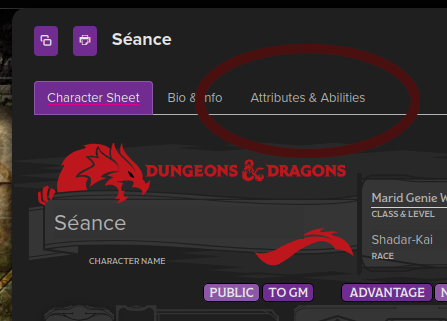 Séance
Character Sheet Bio & Info Attributes & Abilities
DUNGEONS & DRAGONS
Marid Genie
CLASS & LEVEL
Séance
Shadar-Kai
CHARACTER NAME
RACE
PUBLIC TO GM ADVANTAGE